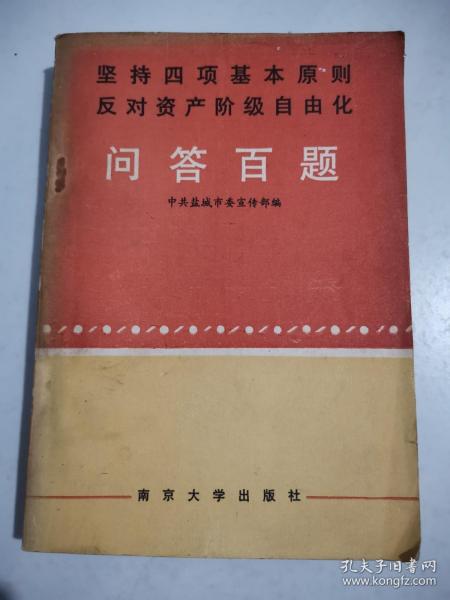 坚持四项基本原则
反对资产阶级自由化
问答百题
中共盐城市委宣传部编
南京大学出版社
孔夫子旧书网
www.kongfz.com